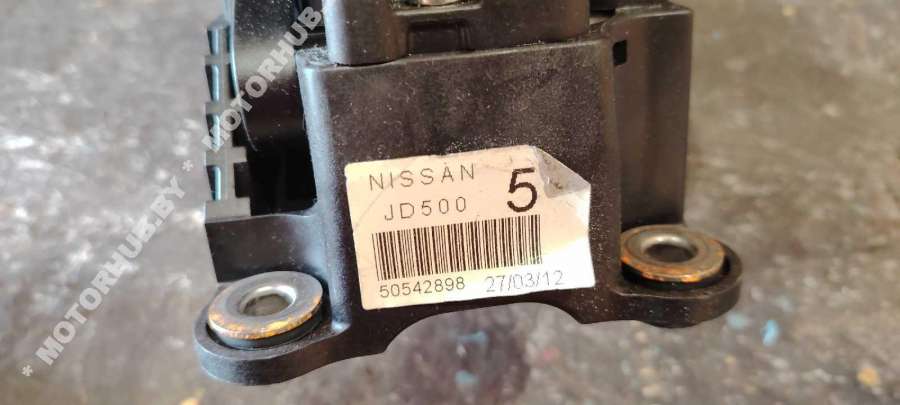 NISSAN 5
JD500
50542898 27/03/12
* MOTORHUB.BY * MOTORHUB